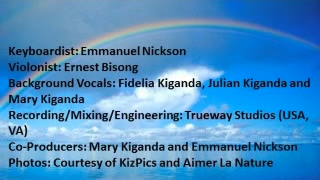 Keyboardist: Emmanuel Nickson
Violonist: Ernest Bisong
Background Vocals: Fidelia Kiganda, Julian Kiganda and
Mary Kiganda
Recording/Mixing/Engineering: Trueway Studios (USA,
VA)
Co-Producers: Mary Kiganda and Emmanuel Nickson
Photos: Courtesy of KizPics and Aimer La Nature